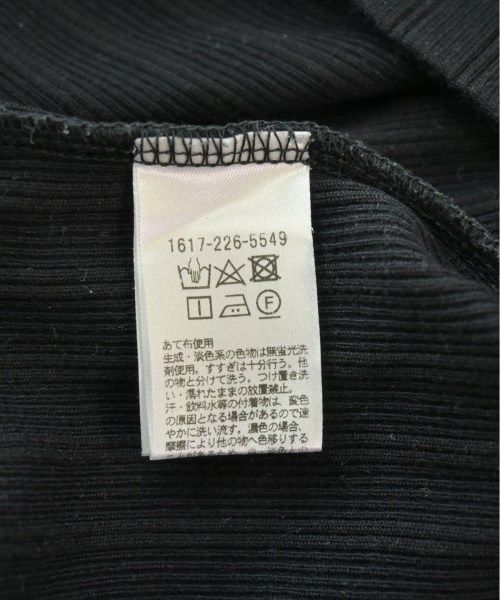 1617-226-5549
F
あて布使用
生成・淡色系の色物は無蛍光洗
剤使用。すすぎは十分行う。他
の物と分けて洗う。つけ置き洗
い・濡れたままの放置禁止。
汗・飲料水等の付着物は、変色
の原因となる場合があるので速
やかに洗い流す。濃色の場合、
摩擦により他の物へ色移りする